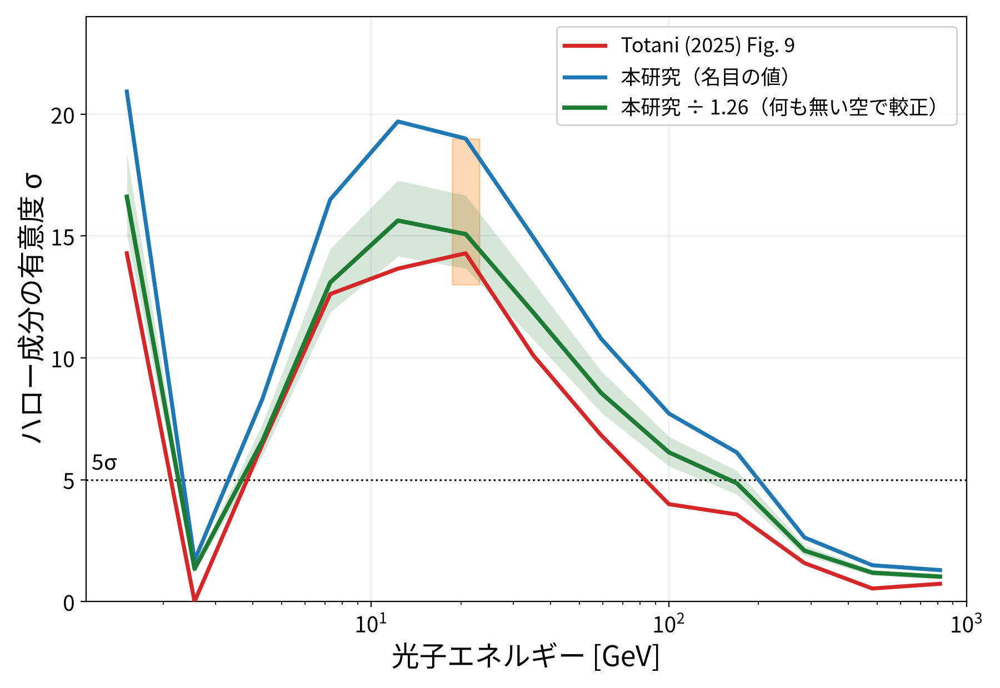 Totani (2025) Fig. 9
本研究（名目の値）
本研究 ÷ 1.26（何も無い空で較正）
ハロー成分の有意度 σ
20
15
10
5σ
5
0
10¹
10²
10³
光子エネルギー [GeV]